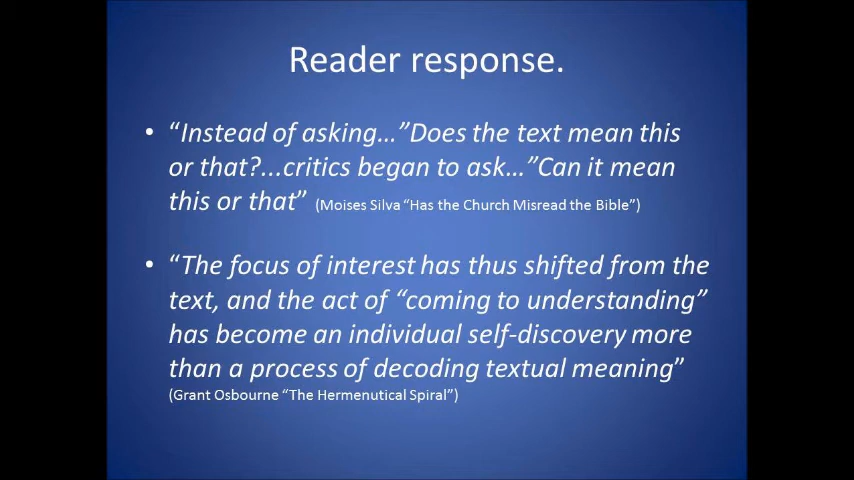 Reader response.
• “Instead of asking...”Does the text mean this
or that?...critics began to ask...”Can it mean
this or that” (Moises Silva “Has the Church Misread the Bible”)
• “The focus of interest has thus shifted from the
text, and the act of “coming to understanding”
has become an individual self-discovery more
than a process of decoding textual meaning”
(Grant Osbourne “The Hermenutical Spiral”)